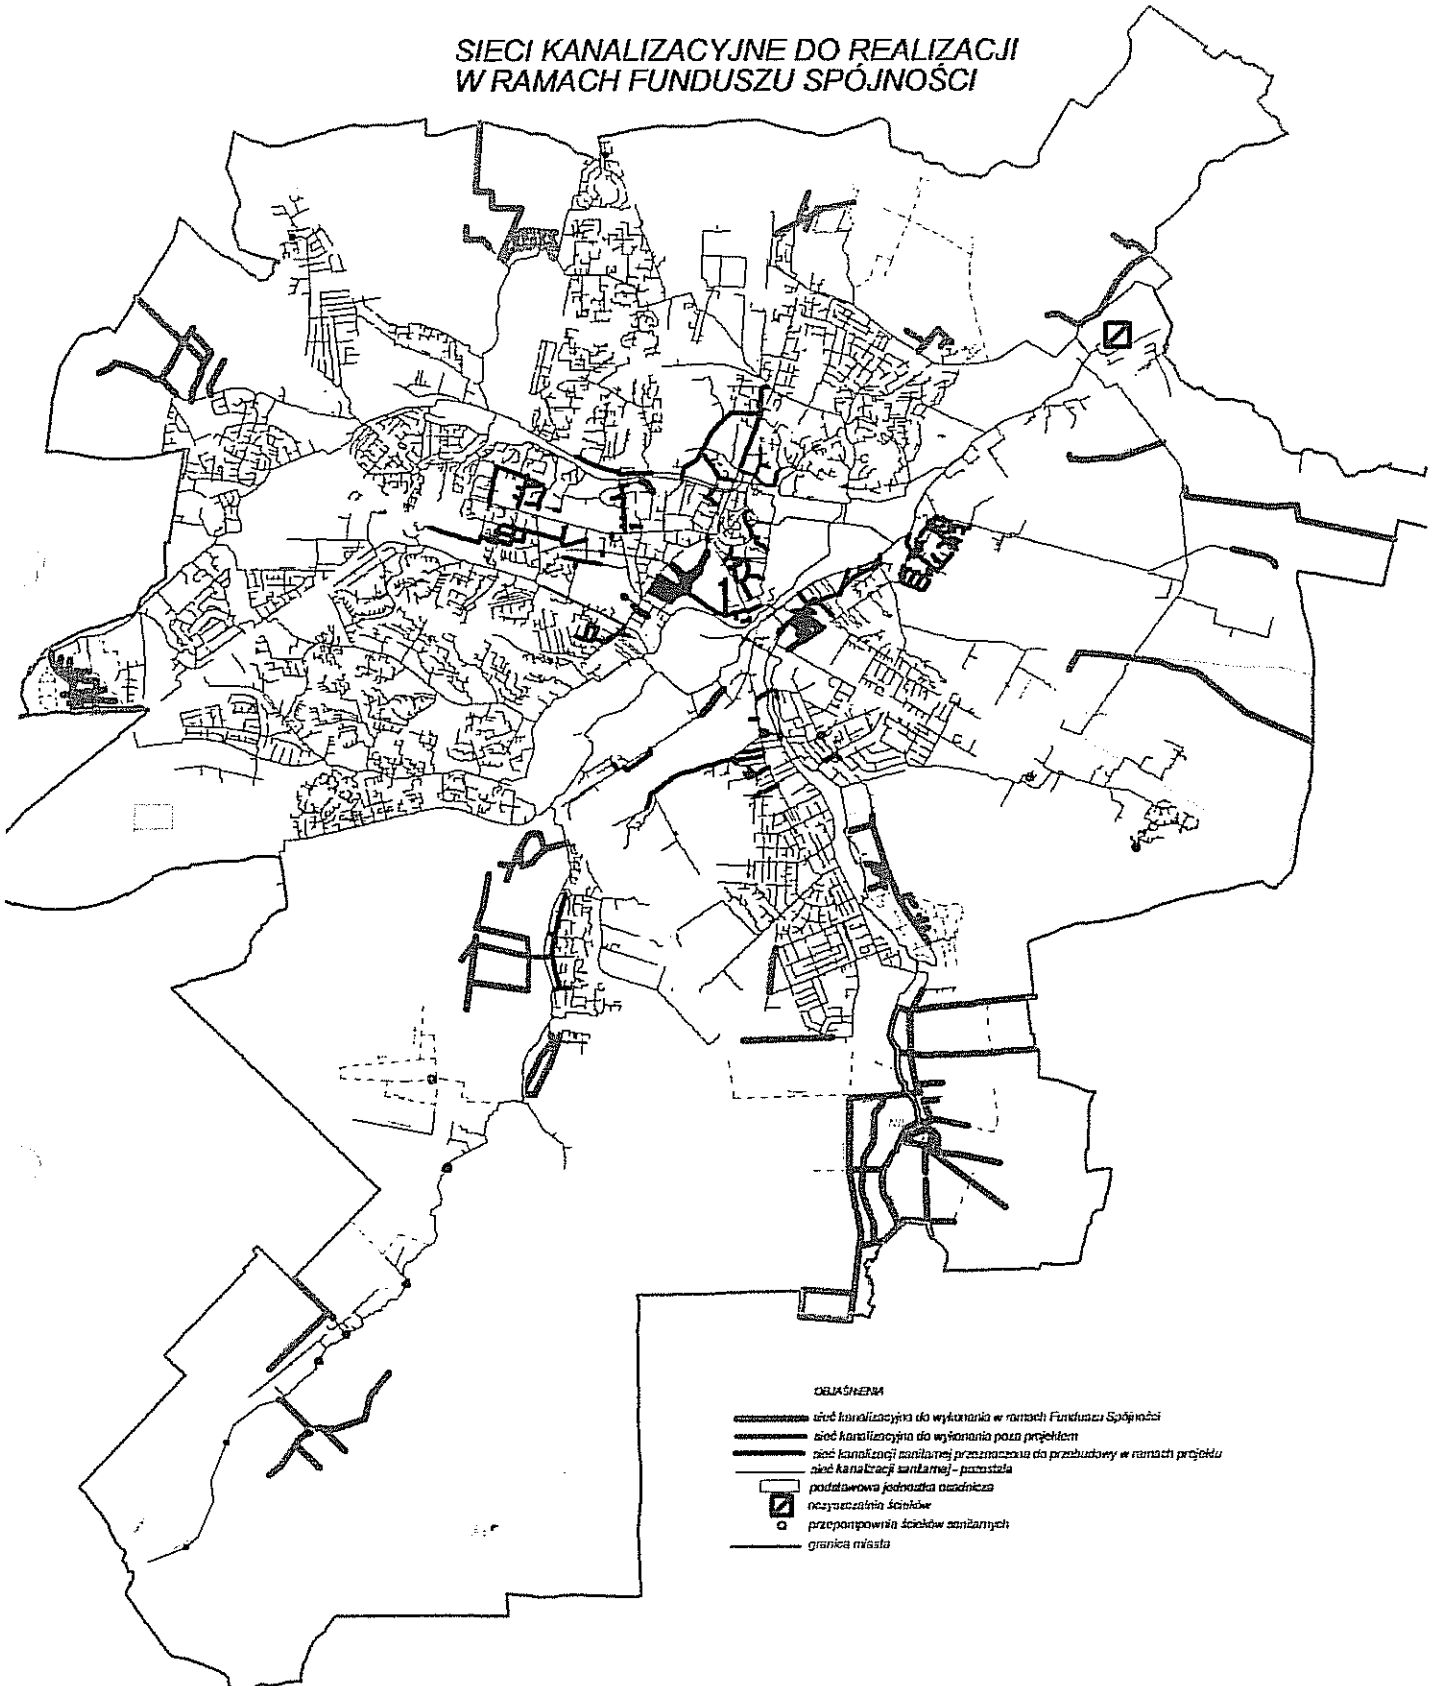 SIECI KANALIZACYJNE DO REALIZACJI
W RAMACH FUNDUSZU SPÓJNOŚCI
OBJAŚNIENIA
sieć kanalizacyjna do wykonania w ramach Funduszu Spójności
sieć kanalizacyjna do wykonania poza projektem
sieć kanalizacji sanitarnej przeznaczona do przebudowy w ramach projektu
sieć kanalizacji sanitarnej - pozostała
podstawowa jednostka osadnicza
oczyszczalnia ścieków
przepompownia ścieków sanitarnych
granica miasta